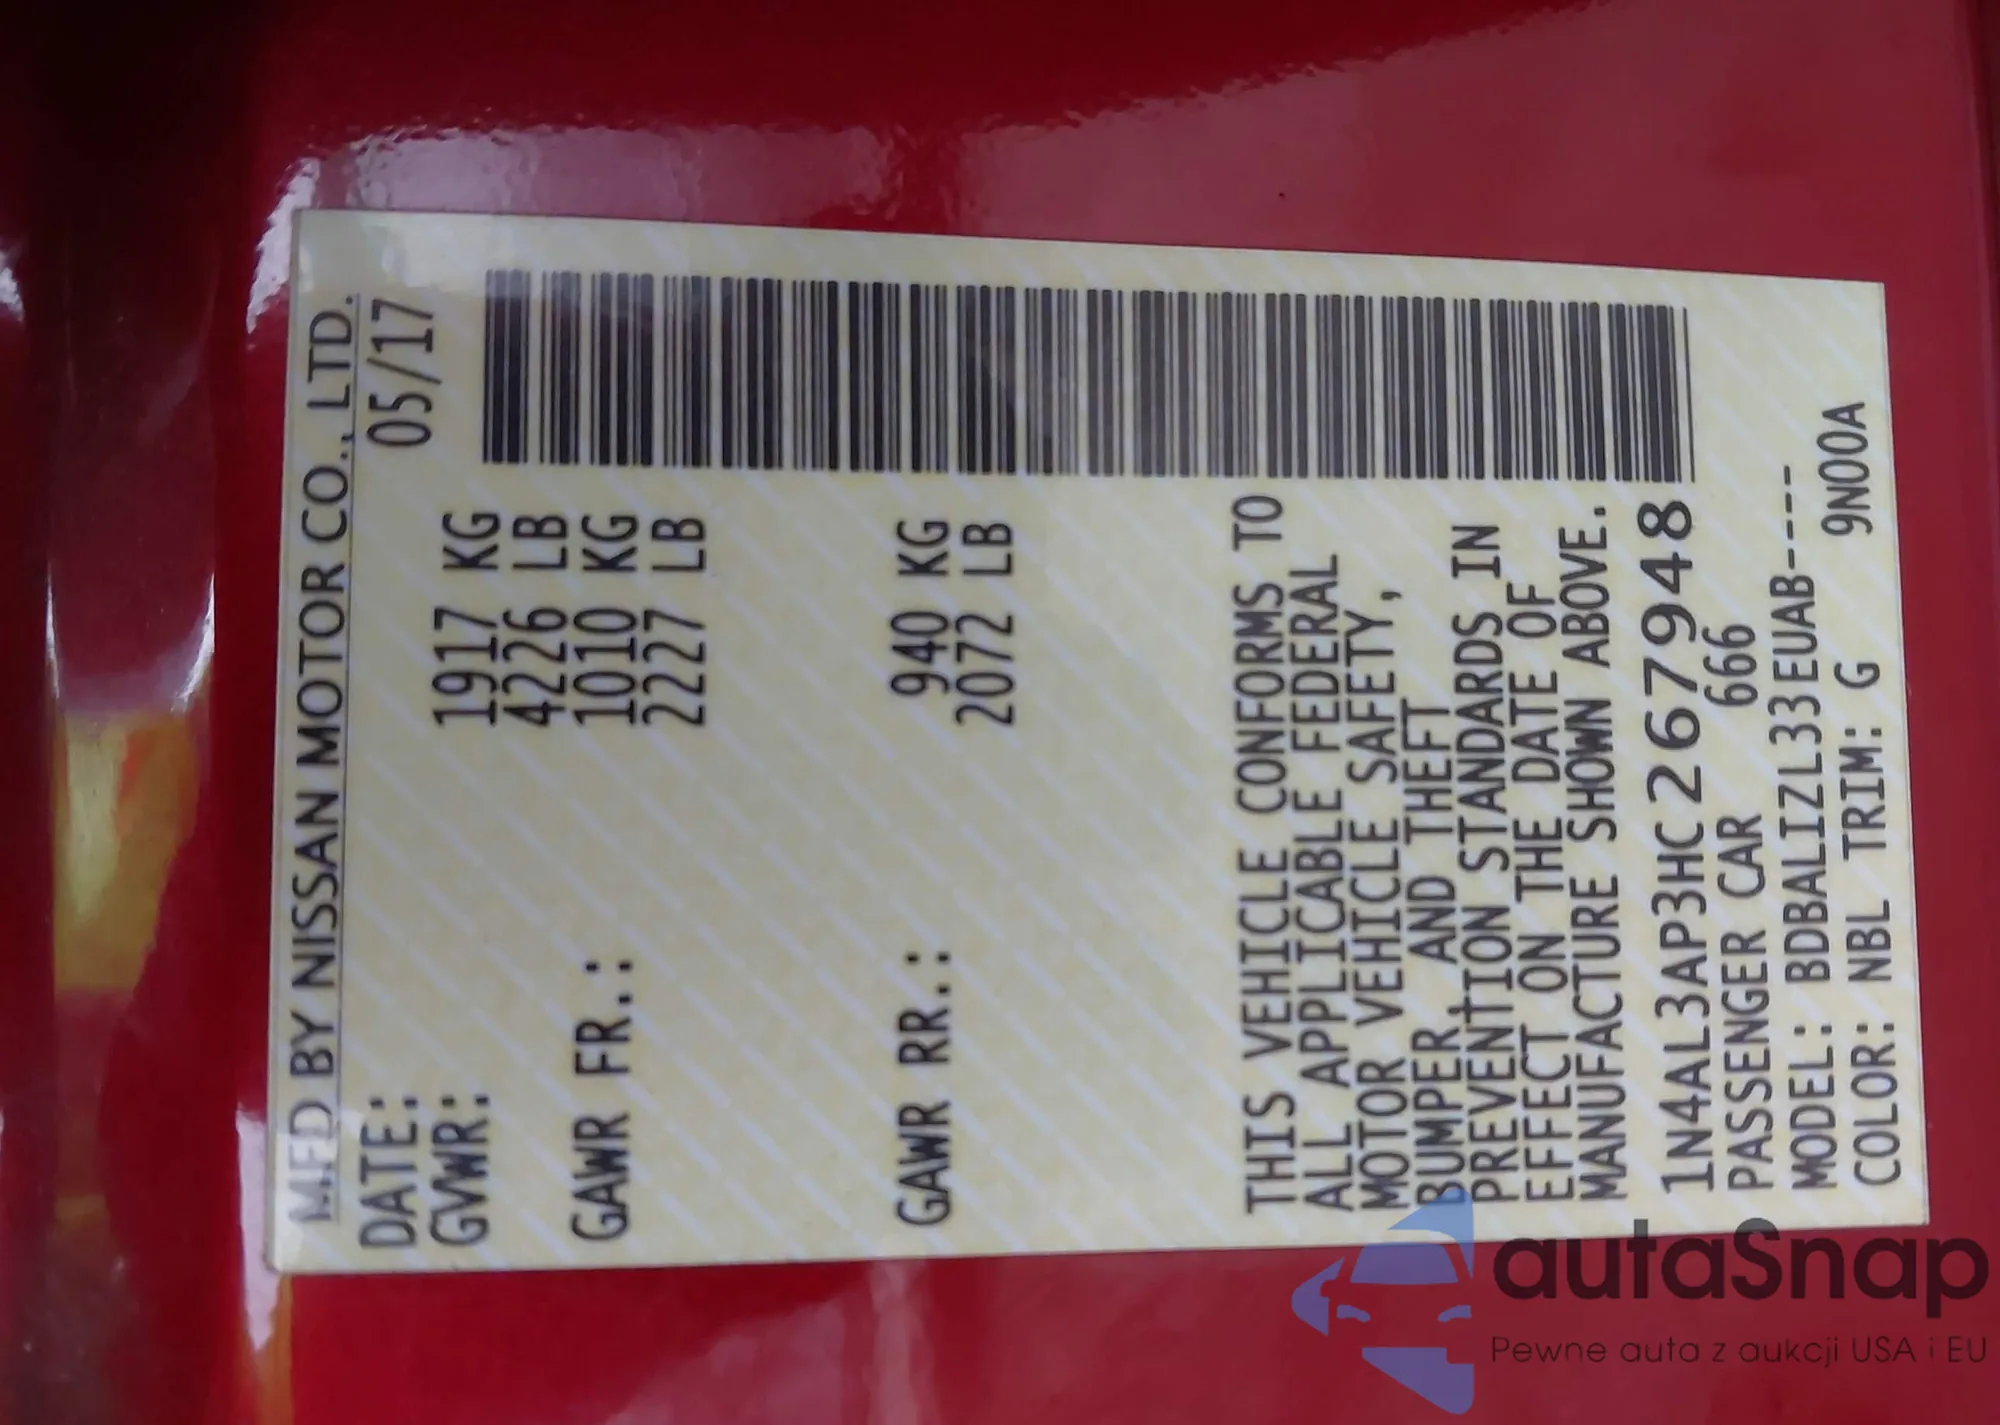 MFD BY NISSAN MOTOR CO., LTD.
DATE: 05/17
GVWR: 1917 KG
4226 LB
GAWR FR.: 1010 KG
2227 LB
GAWR RR.: 940 KG
2072 LB
THIS VEHICLE CONFORMS TO
ALL APPLICABLE FEDERAL
MOTOR VEHICLE SAFETY,
BUMPER, AND THEFT
PREVENTION STANDARDS IN
EFFECT ON THE DATE OF
MANUFACTURE SHOWN ABOVE.
1N4AL3AP3HC267948
PASSENGER CAR 666
MODEL: BDBALIZL33EUAB----
COLOR: NBL TRIM: G 9N00A
autaSnap
Pewne auta z aukcji USA i EU